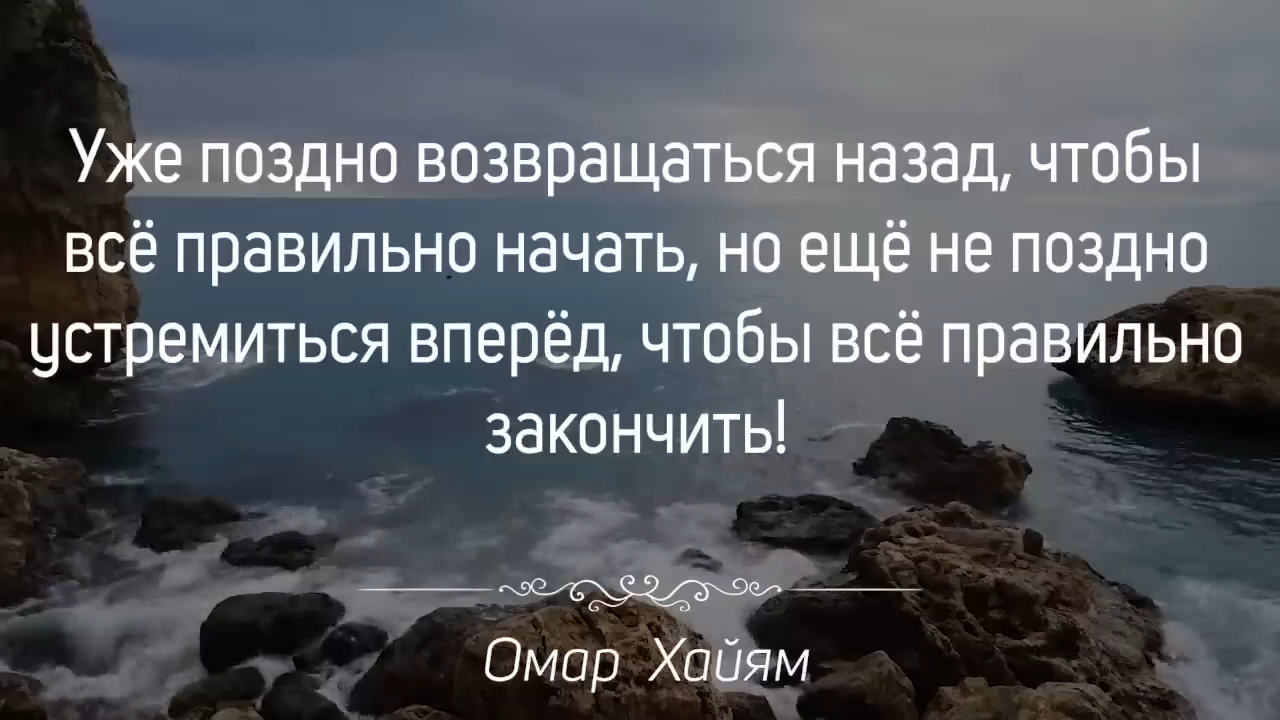 Уже поздно возвращаться назад, чтобы
всё правильно начать, но ещё не поздно
устремиться вперёд, чтобы всё правильно
закончить!
Омар Хайям